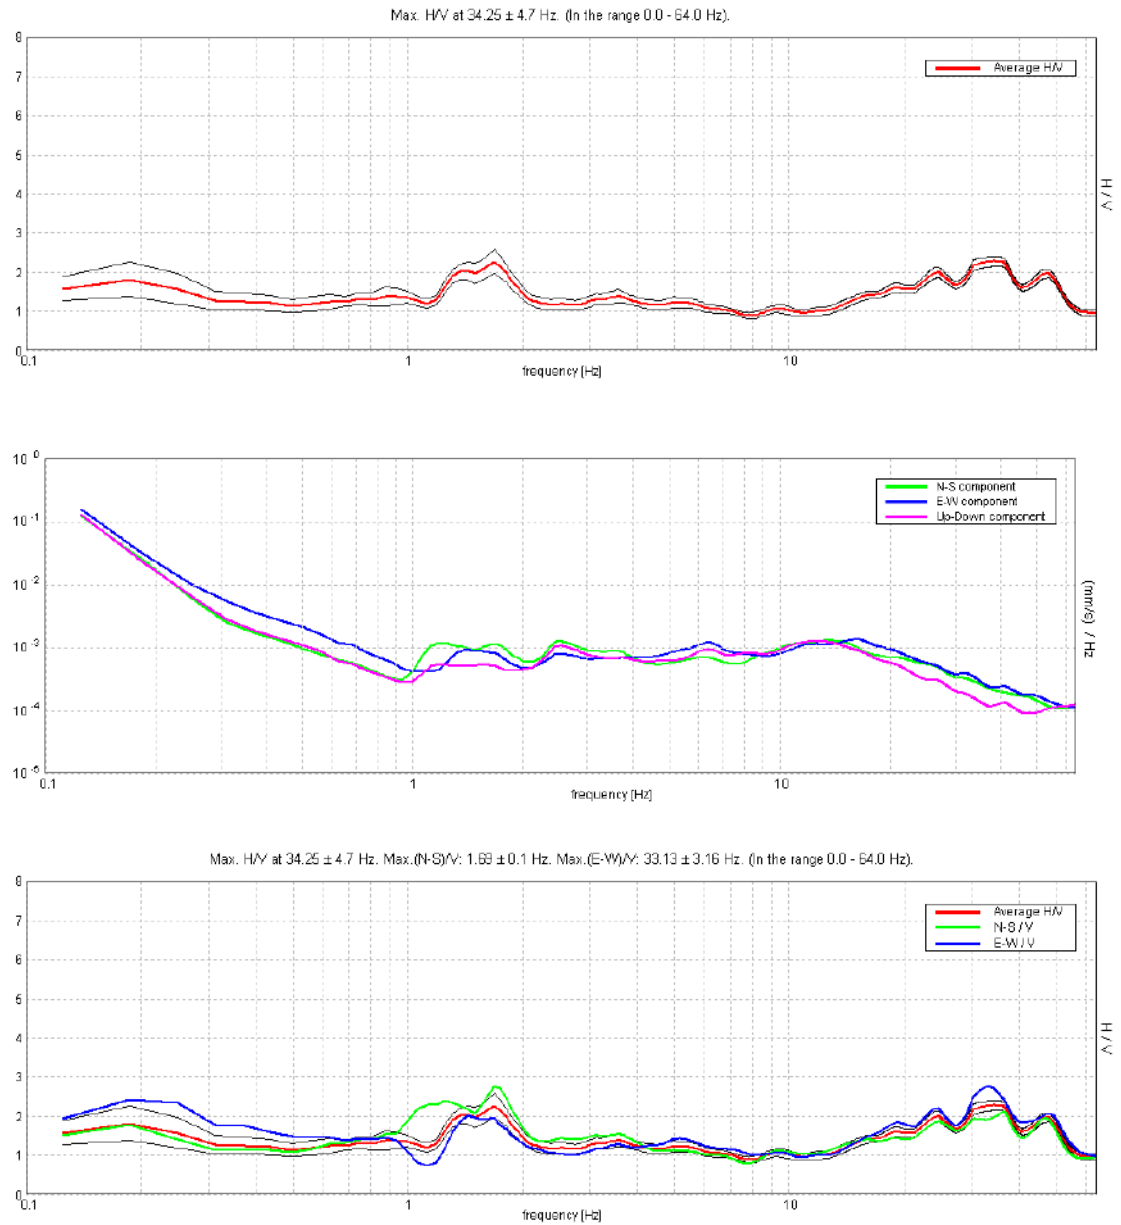 Max. H/V at 34.25 ± 4.7 Hz. (In the range 0.0 - 64.0 Hz).
8
7
6
5
4
3
2
1
0
Average H/V
H / V
0.1
1
10
frequency [Hz]
10 0
10 -1
10 -2
10 -3
10 -4
10 -5
N-S component
E-W component
Up-Down component
(mm/s) / Hz
0.1
1
10
frequency [Hz]
Max. H/V at 34.25 ± 4.7 Hz. Max.(N-S)/V: 1.69 ± 0.1 Hz. Max.(E-W)/V: 33.13 ± 3.16 Hz. (In the range 0.0 - 64.0 Hz).
8
7
6
5
4
3
2
1
0
Average H/V
N-S / V
E-W / V
H / V
0.1
1
10
frequency [Hz]